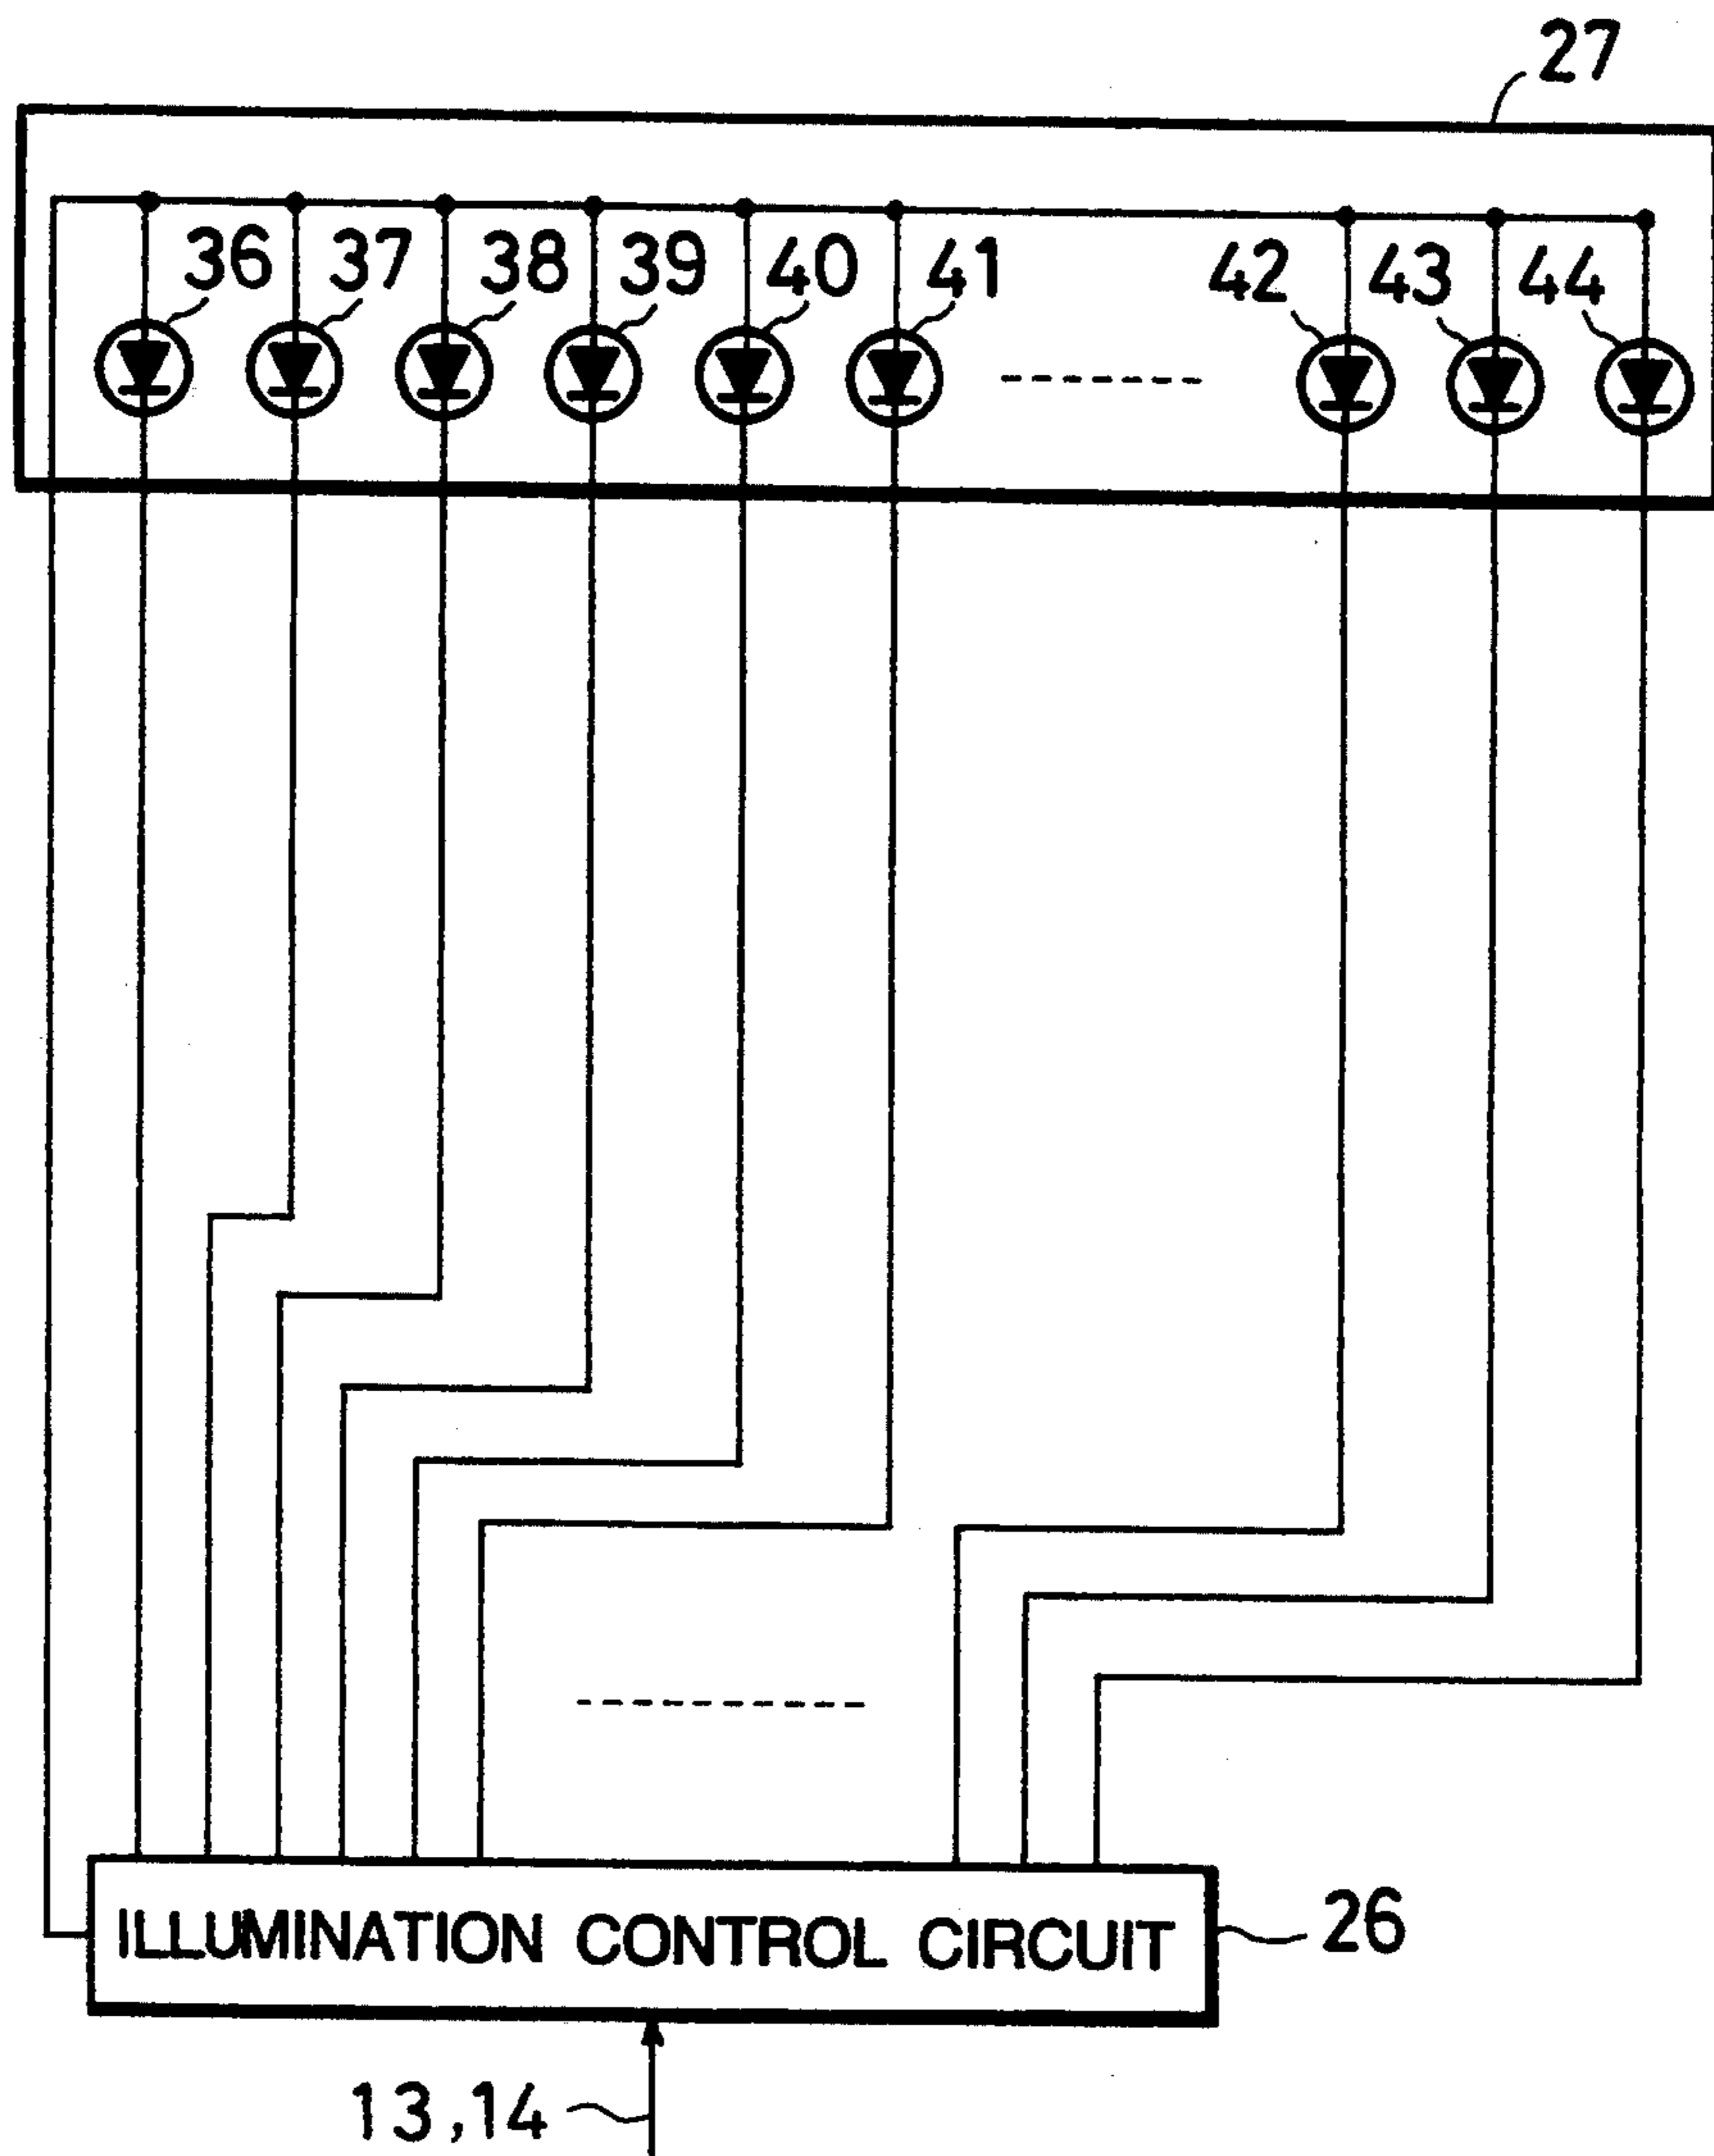 27
36 37 38 39 40 41 42 43 44
ILLUMINATION CONTROL CIRCUIT
26
13,14